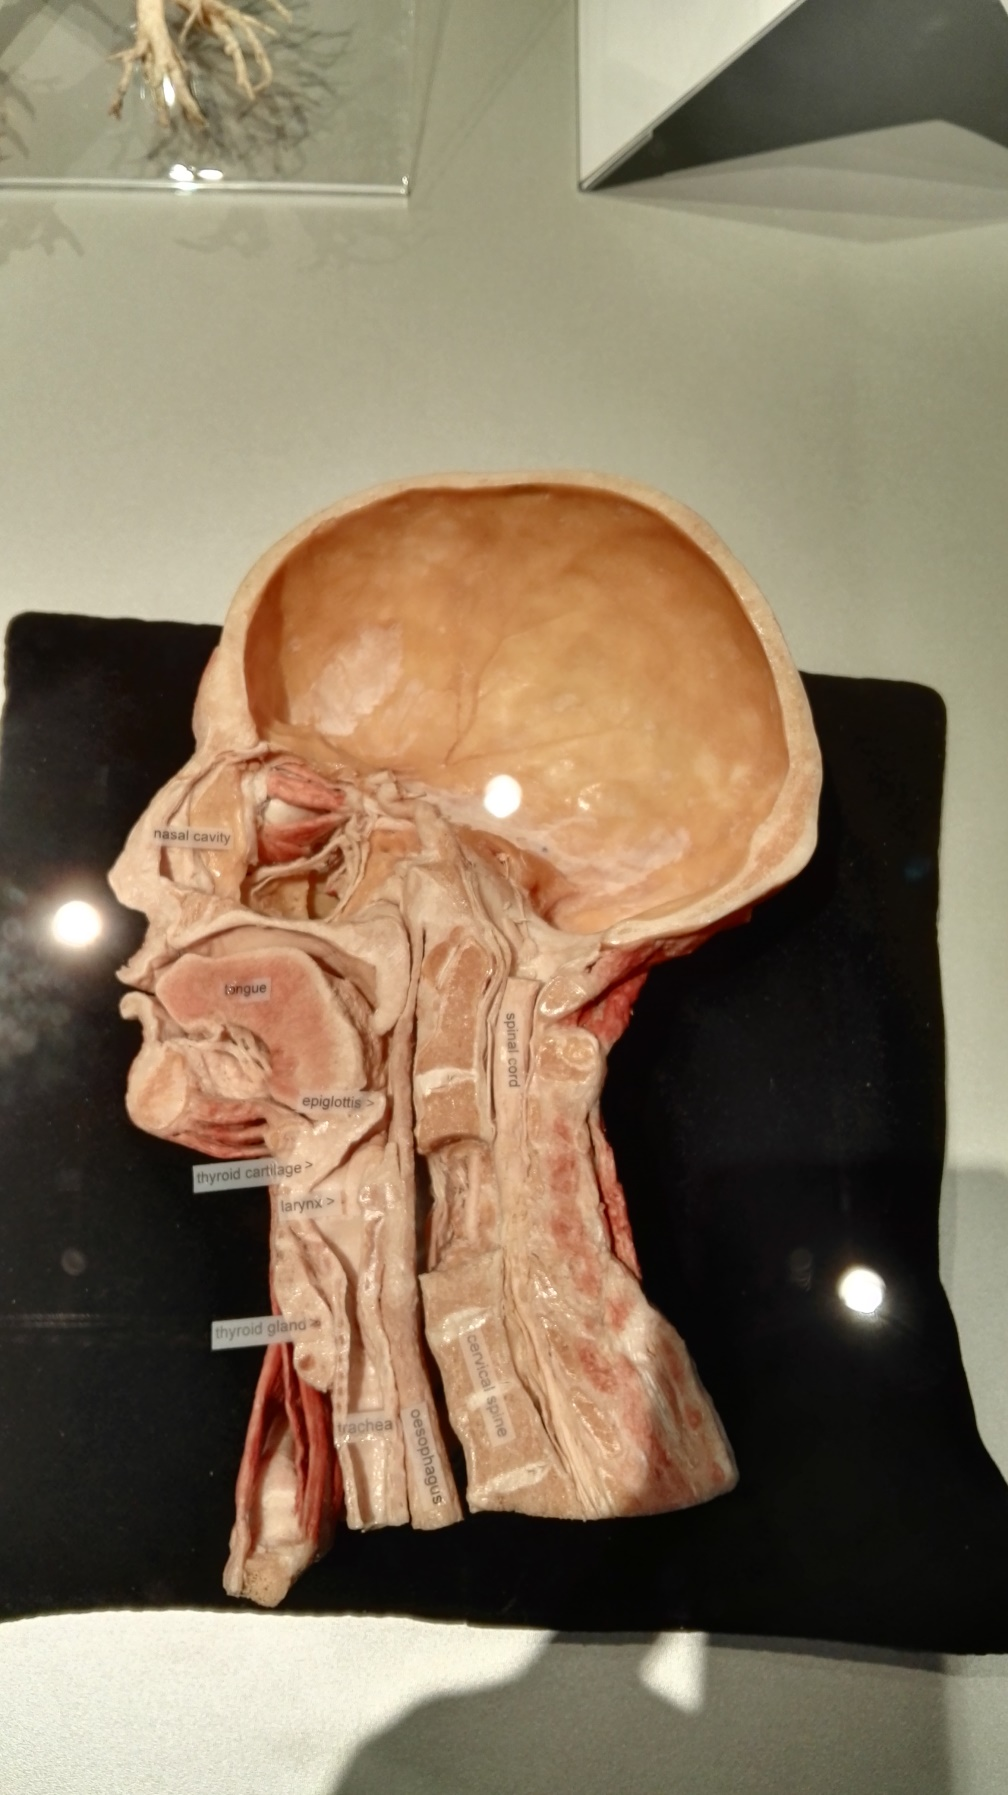 nasal cavity
tongue
spinal cord
epiglottis >
thyroid cartilage >
larynx >
thyroid gland >
cervical spine
trachea
oesophagus